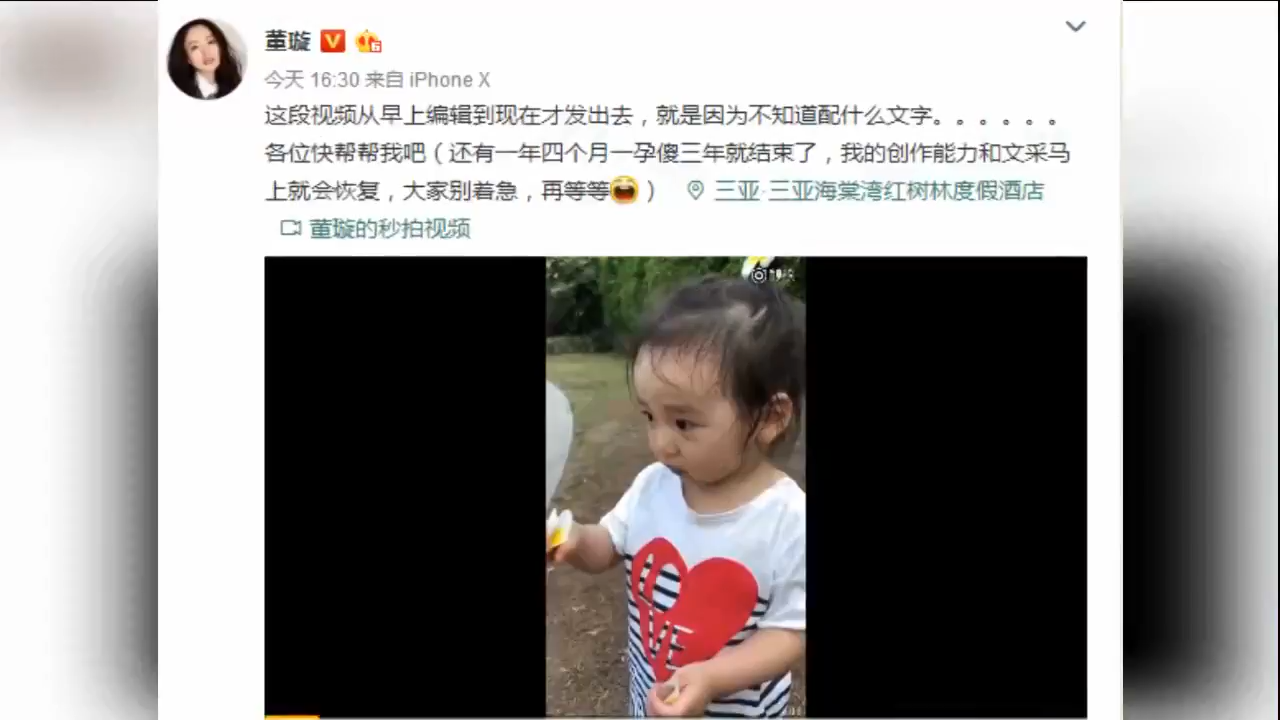 董璇
今天 16:30 来自 iPhone X
这段视频从早上编辑到现在才发出去，就是因为不知道配什么文字。。。。。。
各位快帮帮我吧（还有一年四个月一孕傻三年就结束了，我的创作能力和文采马
上就会恢复，大家别着急，再等等）三亚·三亚海棠湾红树林度假酒店
董璇的秒拍视频
LOVE